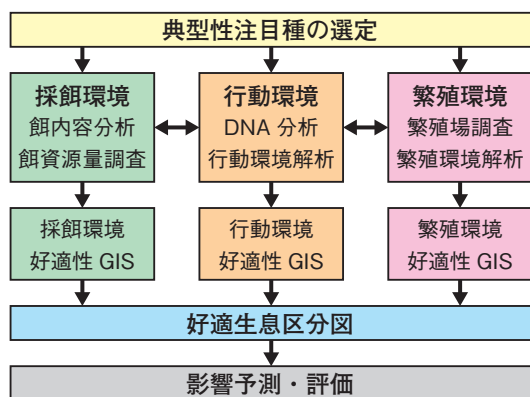 典型性注目種の選定
採餌環境
餌内容分析
餌資源量調査
行動環境
DNA 分析
行動環境解析
繁殖環境
繁殖場調査
繁殖環境解析
採餌環境
好適性 GIS
行動環境
好適性 GIS
繁殖環境
好適性 GIS
好適生息区分図
影響予測・評価